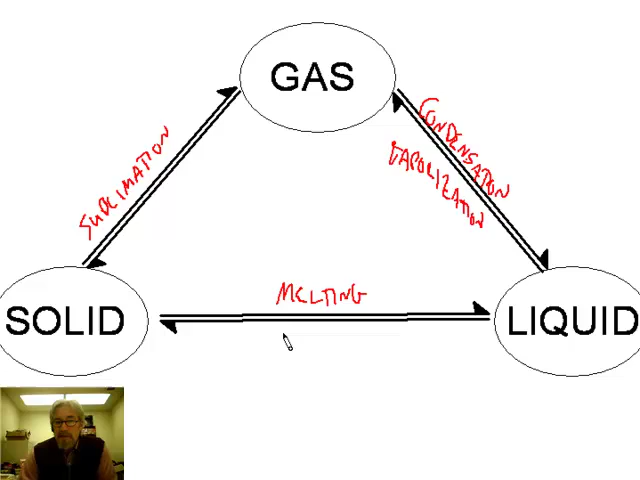 GAS
CONDENSATION
VAPORIZATION
SUBLIMATION
MELTING
SOLID
LIQUID